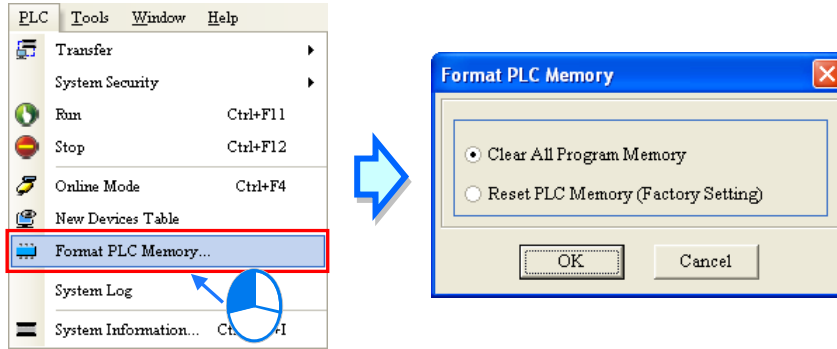 PLC Tools Window Help
Transfer
System Security
Run Ctrl+F11
Stop Ctrl+F12
Online Mode Ctrl+F4
New Devices Table
Format PLC Memory...
System Log
System Information...
Format PLC Memory
Clear All Program Memory
Reset PLC Memory (Factory Setting)
OK Cancel